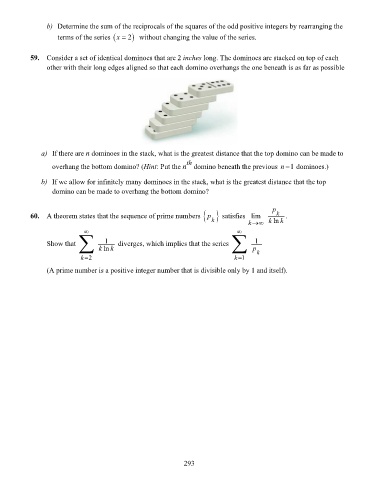 b) Determine the sum of the reciprocals of the squares of the odd positive integers by rearranging the
terms of the series (x = 2) without changing the value of the series.
59. Consider a set of identical dominoes that are 2 inches long. The dominoes are stacked on top of each
other with their long edges aligned so that each domino overhangs the one beneath is as far as possible
a) If there are n dominoes in the stack, what is the greatest distance that the top domino can be made to
overhang the bottom domino? (Hint: Put the n^th domino beneath the previous n − 1 dominoes.)
b) If we allow for infinitely many dominoes in the stack, what is the greatest distance that the top
domino can be made to overhang the bottom domino?
60. A theorem states that the sequence of prime numbers {p_k} satisfies lim_{k→∞} p_k / (k ln k).
Show that ∑_{k=2}^{∞} 1 / (k ln k) diverges, which implies that the series ∑_{k=1}^{∞} 1 / p_k
(A prime number is a positive integer number that is divisible only by 1 and itself).
293